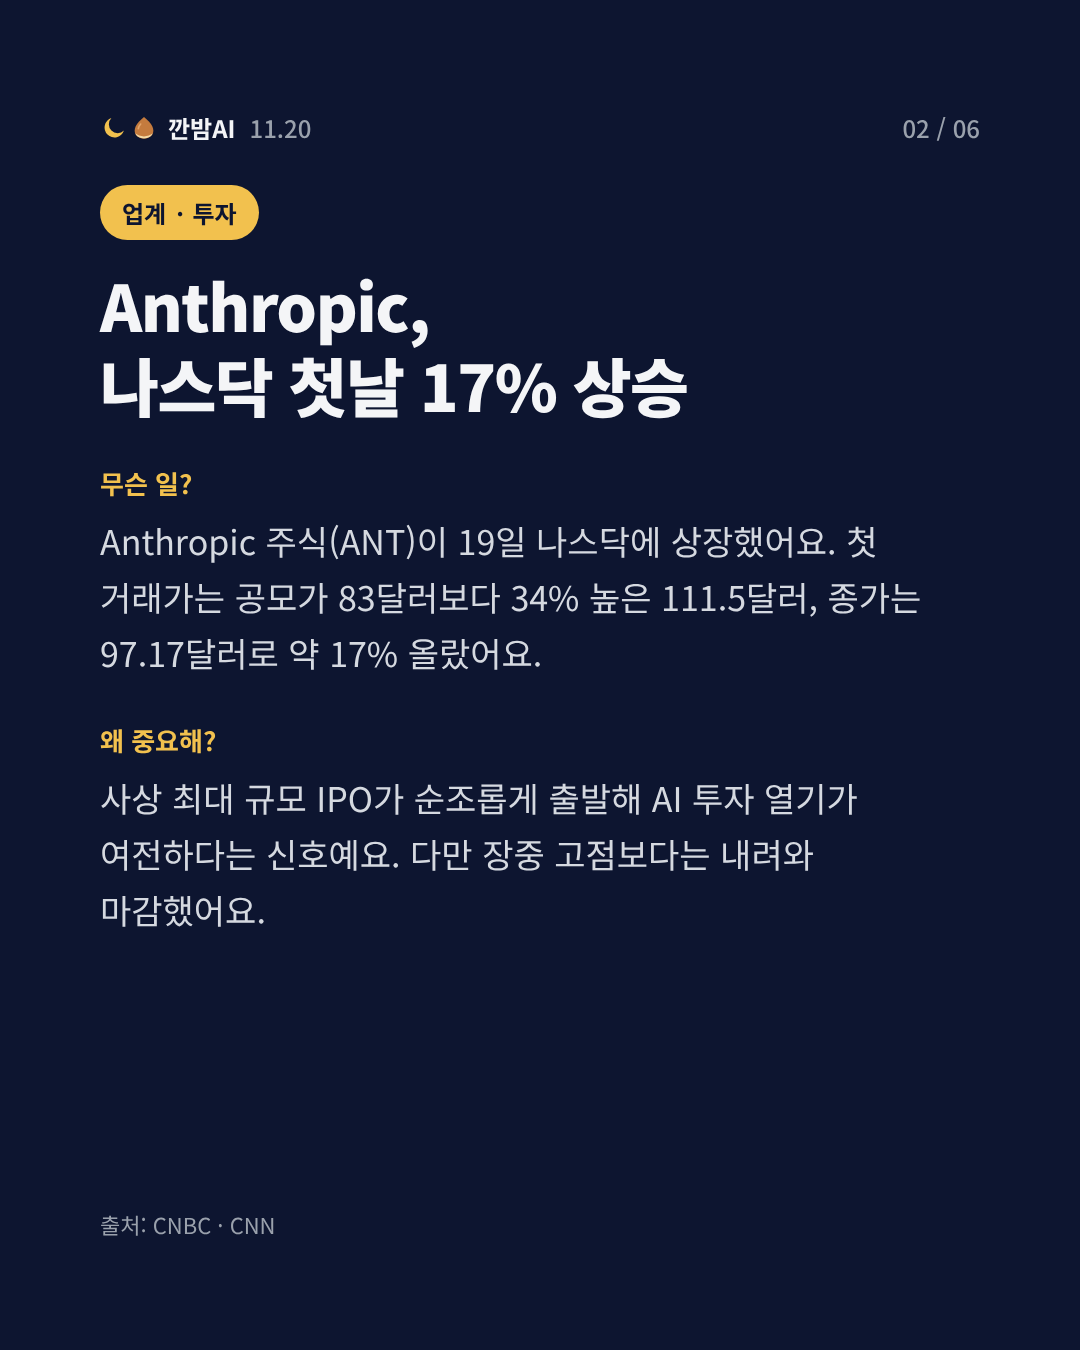 깐밤AI 11.20
02 / 06
업계 · 투자
Anthropic,
나스닥 첫날 17% 상승
무슨 일?
Anthropic 주식(ANT)이 19일 나스닥에 상장했어요. 첫
거래가는 공모가 83달러보다 34% 높은 111.5달러, 종가는
97.17달러로 약 17% 올랐어요.
왜 중요해?
사상 최대 규모 IPO가 순조롭게 출발해 AI 투자 열기가
여전하다는 신호예요. 다만 장중 고점보다는 내려와
마감했어요.
출처: CNBC · CNN